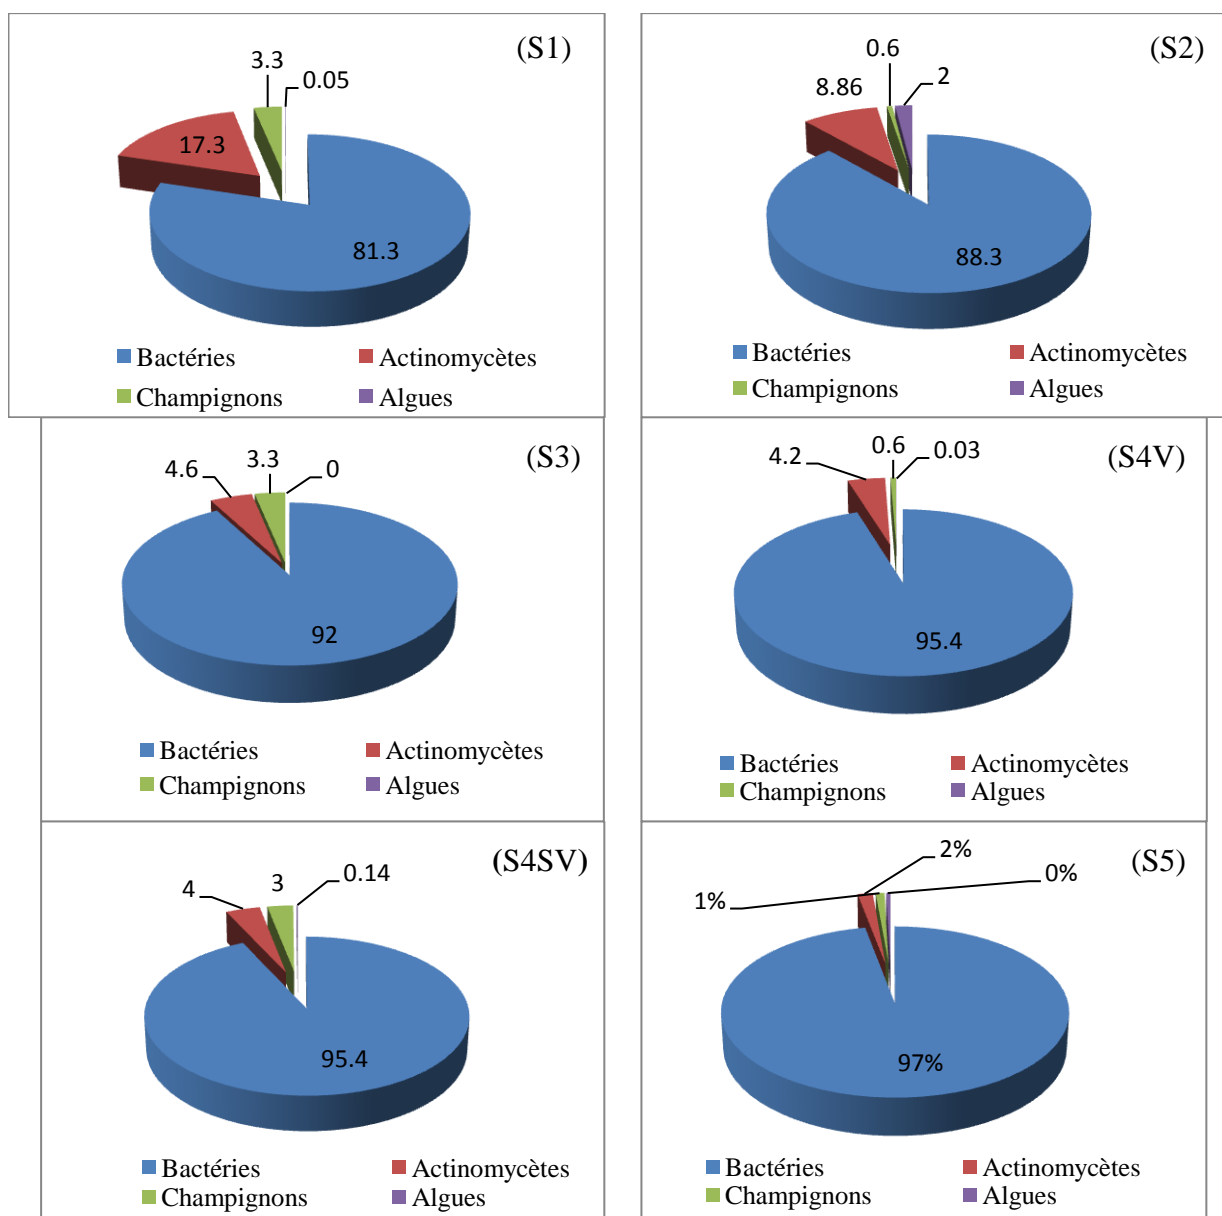 (S1)
3.3
0.05
17.3
81.3
Bactéries Actinomycètes
Champignons Algues
(S2)
0.6
2
8.86
88.3
Bactéries Actinomycètes
Champignons Algues
(S3)
4.6 3.3 0
92
Bactéries Actinomycètes
Champignons Algues
(S4V)
4.2 0.6 0.03
95.4
Bactéries Actinomycètes
Champignons Algues
(S4SV)
4 3 0.14
95.4
Bactéries Actinomycètes
Champignons Algues
(S5)
2%
0%
1%
97%
Bactéries Actinomycètes
Champignons Algues